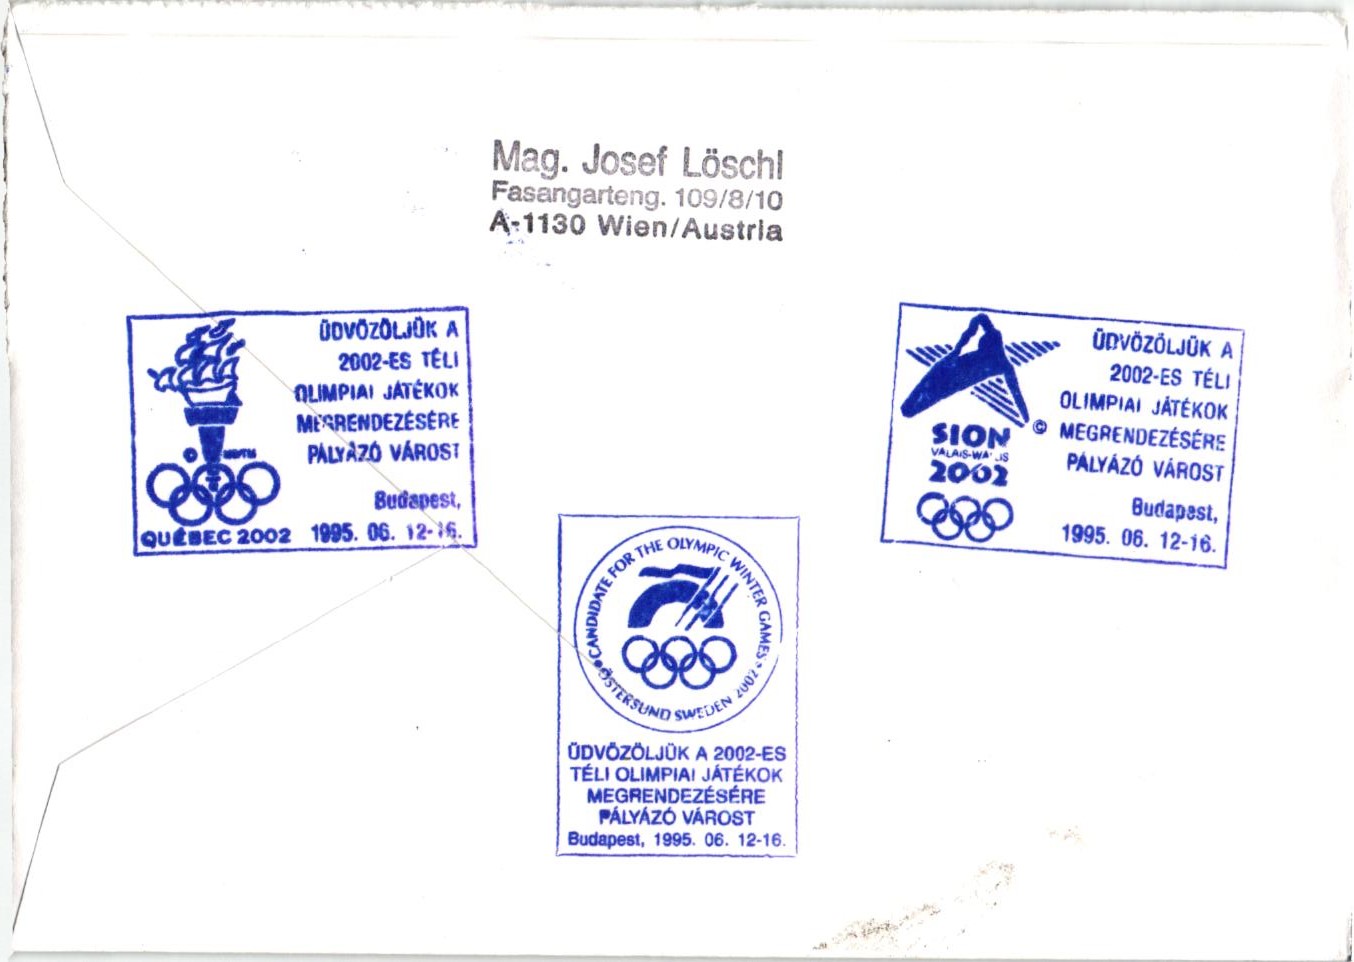 Mag. Josef Löschl
Fasangarteng. 109/8/10
A-1130 Wien/Austria
ÜDVÖZÖLJÜK A
2002-ES TÉLI
OLIMPIAI JÁTÉKOK
MEGRENDEZÉSÉRE
PÁLYÁZÓ VÁROST
Budapest,
1995. 06. 12-16.
©
QUÉBEC 2002
ÜDVÖZÖLJÜK A
2002-ES TÉLI
OLIMPIAI JÁTÉKOK
MEGRENDEZÉSÉRE
PÁLYÁZÓ VÁROST
Budapest,
1995. 06. 12-16.
©
SION
VALAIS-WALLIS
2002
CANDIDATE FOR THE OLYMPIC WINTER GAMES
ÖSTERSUND SWEDEN 2002
ÜDVÖZÖLJÜK A 2002-ES
TÉLI OLIMPIAI JÁTÉKOK
MEGRENDEZÉSÉRE
PÁLYÁZÓ VÁROST
Budapest, 1995. 06. 12-16.